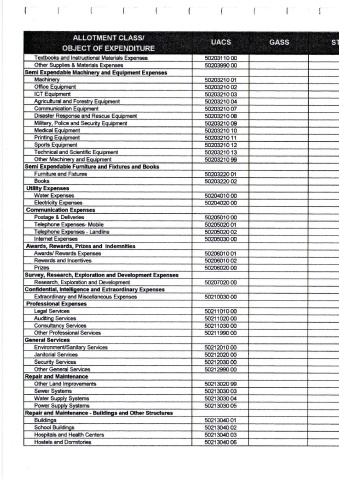 ALLOTMENT CLASS/
OBJECT OF EXPENDITURE UACS GASS ST
Textbooks and Instructional Materials Expenses 50203110 00
Other Supplies & Materials Expenses 50203990 00
Semi Expendable Machinery and Equipment Expenses
Machinery 50203210 01
Office Equipment 50203210 02
ICT Equipment 50203210 03
Agricultural and Forestry Equipment 50203210 04
Communication Equipment 50203210 07
Disaster Response and Rescue Equipment 50203210 08
Military, Police and Security Equipment 50203210 09
Medical Equipment 50203210 10
Printing Equipment 50203210 11
Sports Equipment 50203210 12
Technical and Scientific Equipment 50203210 13
Other Machinery and Equipment 50203210 99
Semi Expendable Furniture and Fixtures and Books
Furniture and Fixtures 50203220 01
Books 50203220 02
Utility Expenses
Water Expenses 50204010 00
Electricity Expenses 50204020 00
Communication Expenses
Postage & Deliveries 50205010 00
Telephone Expenses- Mobile 50205020 01
Telephone Expenses - Landline 50205020 02
Internet Expenses 50205030 00
Awards, Rewards, Prizes and Indemnities
Awards/ Rewards Expenses 50206010 01
Rewards and Incentives 50206010 02
Prizes 50206020 00
Survey, Research, Exploration and Development Expenses
Research, Exploration and Development 50207020 00
Confidential, Intelligence and Extraordinary Expenses
Extraordinary and Miscellaneous Expenses 50210030 00
Professional Expenses
Legal Services 50211010 00
Auditing Services 50211020 00
Consultancy Services 50211030 00
Other Professional Services 50211990 00
General Services
Environment/Sanitary Services 50212010 00
Janitorial Services 50212020 00
Security Services 50212030 00
Other General Services 50212990 00
Repair and Maintenance
Other Land Improvements 50213020 99
Sewer Systems 50213030 03
Water Supply Systems 50213030 04
Power Supply Systems 50213030 05
Repair and Maintenance - Buildings and Other Structures
Buildings 50213040 01
School Buildings 50213040 02
Hospitals and Health Centers 50213040 03
Hostels and Dormitories 50213040 06